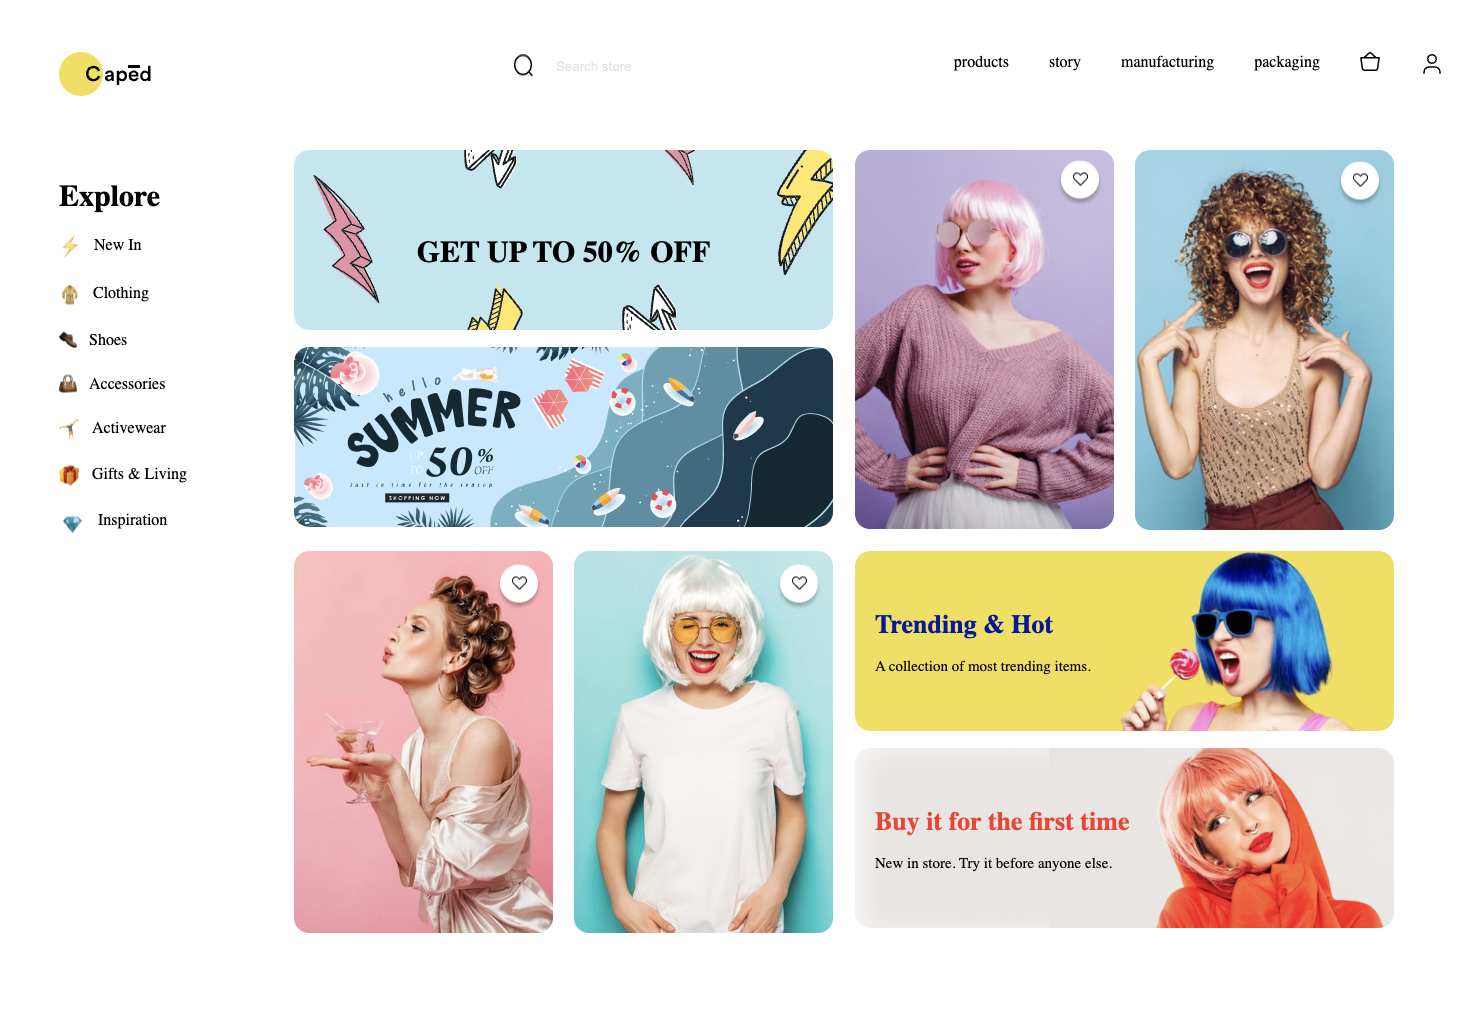 Capēd
Search store
products
story
manufacturing
packaging
Explore
New In
Clothing
Shoes
Accessories
Activewear
Gifts & Living
Inspiration
GET UP TO 50% OFF
hello
SUMMER
UP TO 50% OFF
Just in time for the season
SHOPPING NOW
Trending & Hot
A collection of most trending items.
Buy it for the first time
New in store. Try it before anyone else.